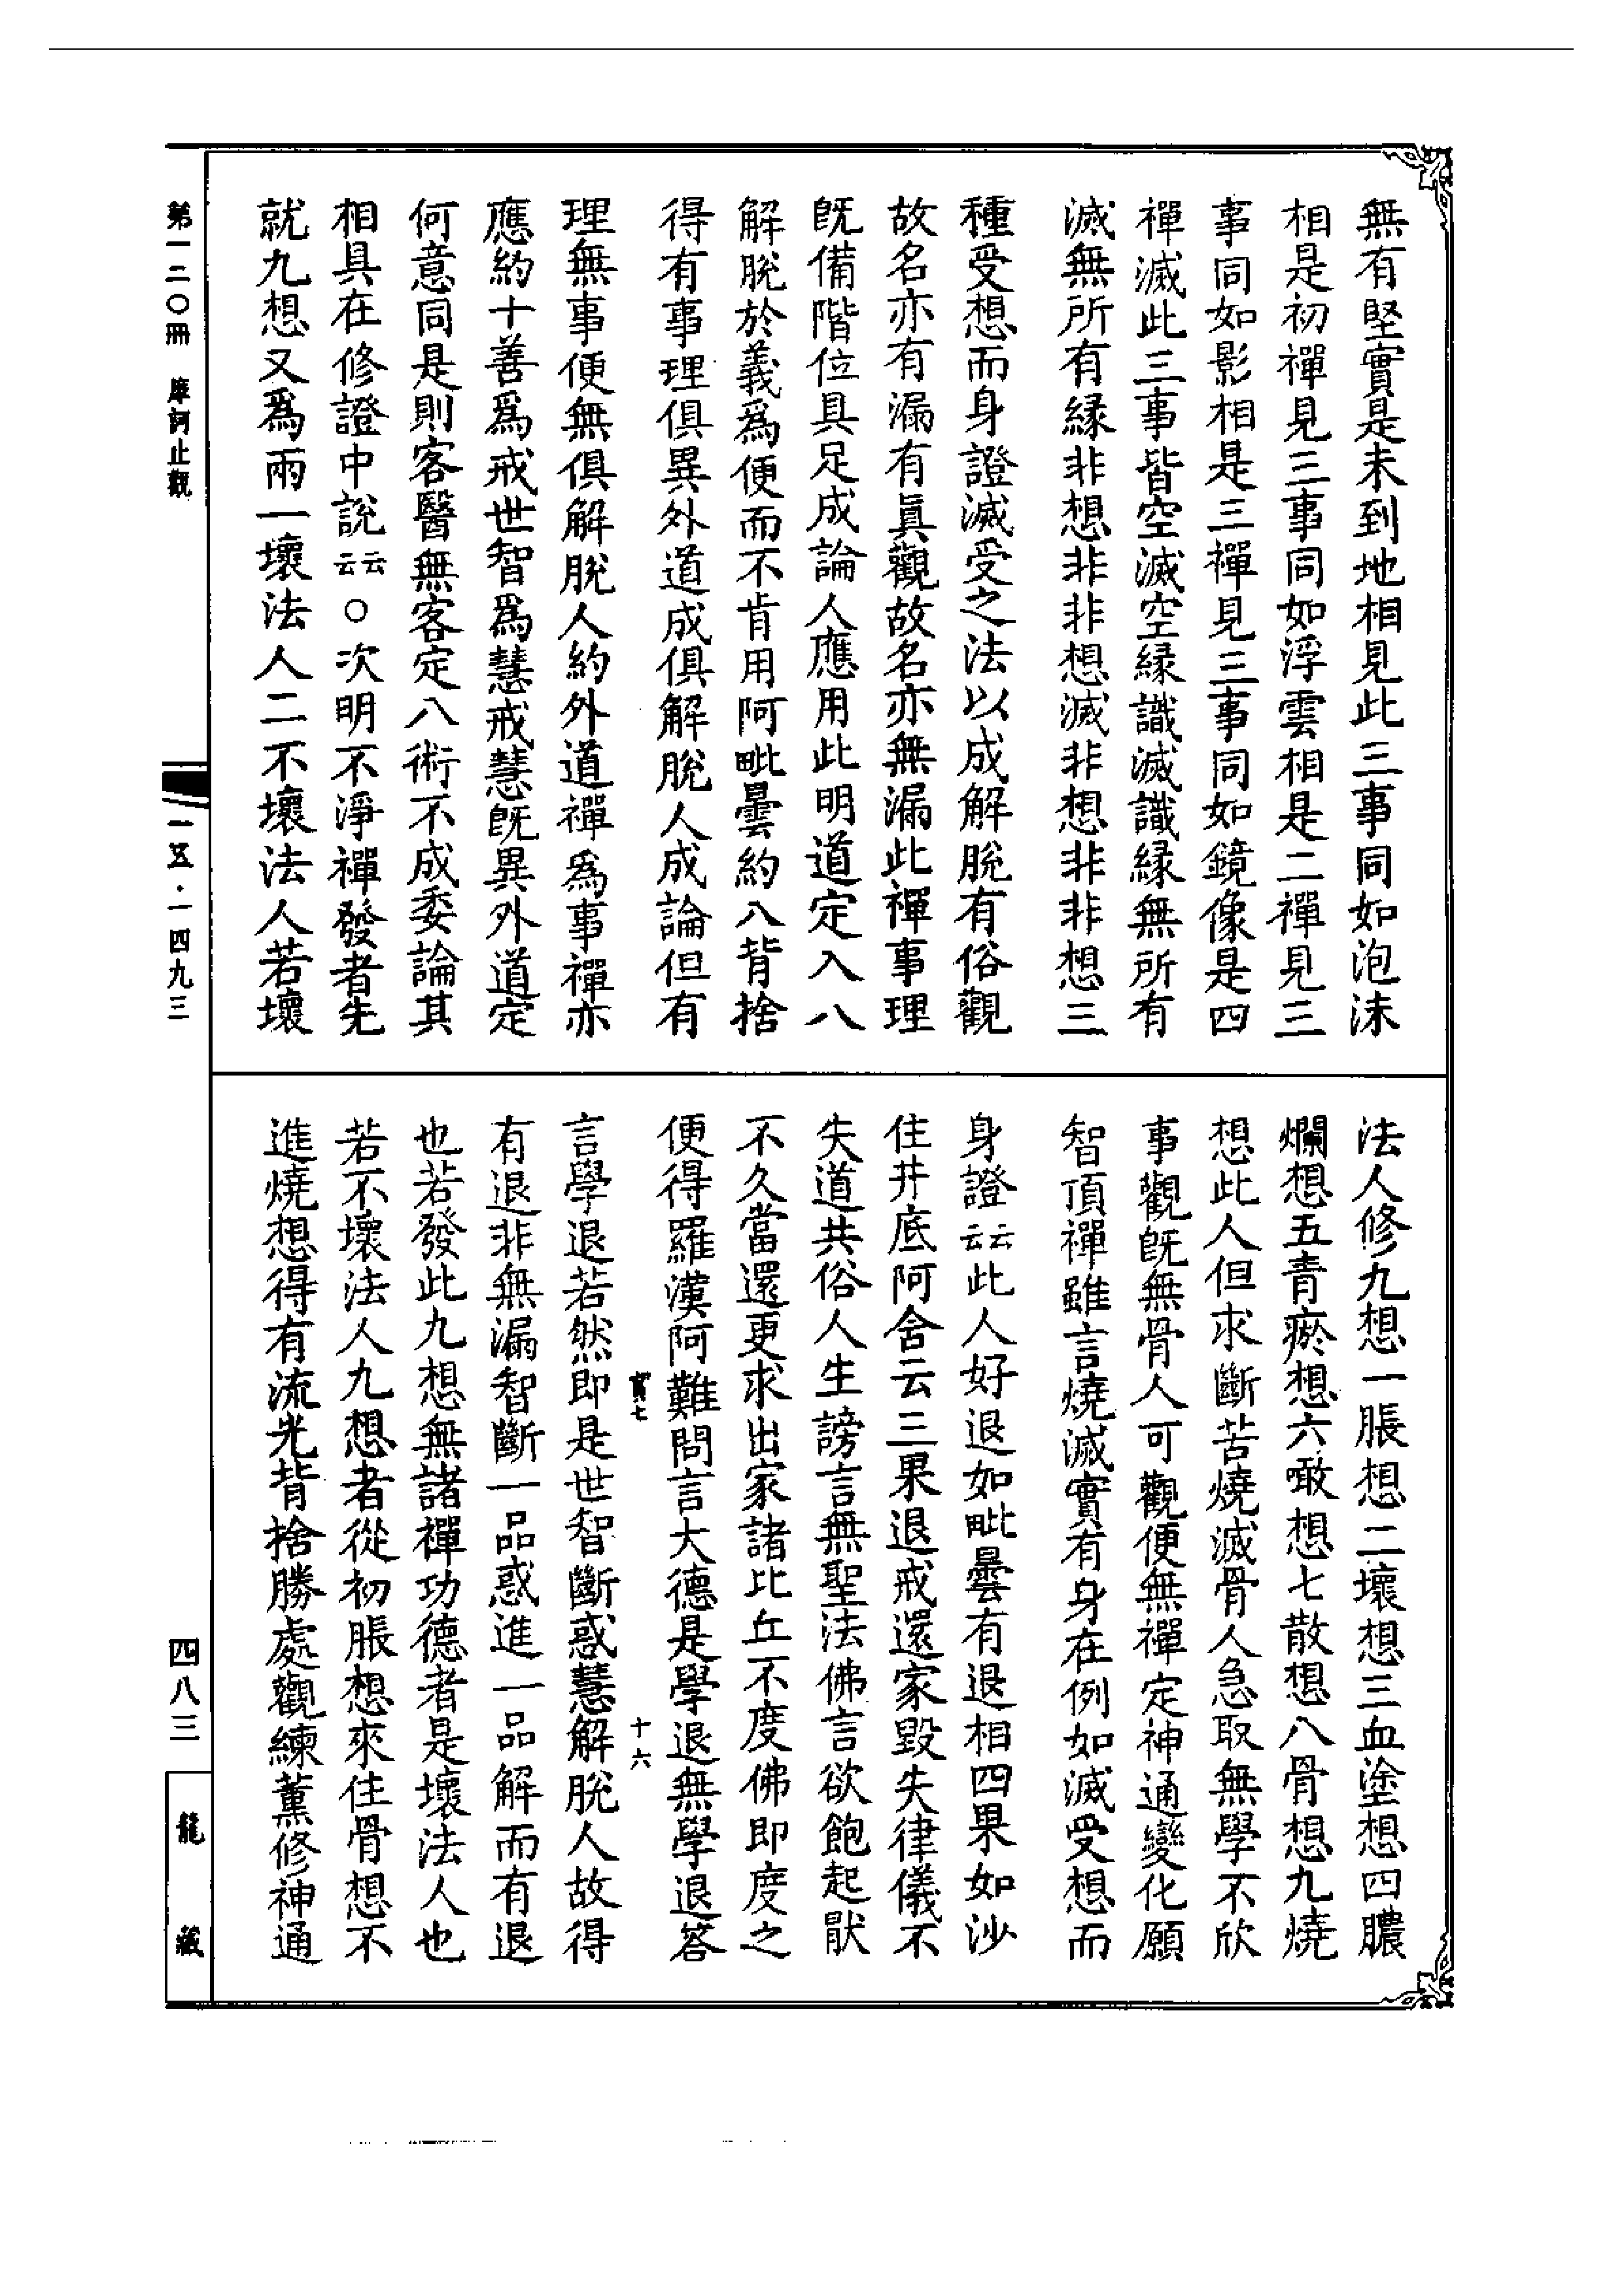 無有堅實是未到地相見此三事同如泡沫
相是初禪見三事同如浮雲相是二禪見三
事同如影相是三禪見三事同如鏡像是四
禪滅此三事皆空滅空緣識滅識緣無所有
滅無所有緣非想非非想滅非想非非想三
種受想而身證滅受之法以成解脫有俗觀
故名亦有漏有眞觀故名亦無漏此禪事理
旣備階位具足成論人應用此明道定入八
解脫於義爲便而不肯用阿毗曇約八背捨
得有事理俱異外道成俱解脫人成論但有
理無事便無俱解脫人約外道禪爲事禪亦
應約十善爲戒世智爲慧戒慧旣異外道定
何意同是則客醫無客定八術不成委論其
相具在修證中說云云○次明不淨禪發者先
就九想又爲兩一壞法人二不壞法人若壞
法人修九想一脹想二壞想三血塗想四膿
爛想五青瘀想六噉想七散想八骨想九燒
想此人但求斷苦燒滅骨人急取無學不欣
事觀旣無骨人可觀便無禪定神通變化願
智頂禪雖言燒滅實有身在例如滅受想而
身證云云此人好退如毗曇有退相四果如沙
住井底阿含云三果退戒還家毀失律儀不
失道共俗人生謗言無聖法佛言欲飽起厭
不久當還更求出家諸比丘不度佛即度之
便得羅漢阿難問言大德是學退無學退答
言學退若然即是世智斷惑慧解脫人故得
有退非無漏智斷一品惑進一品解而有退
也若發此九想無諸禪功德者是壞法人也
若不壞法人九想者從初脹想來住骨想不
進燒想得有流光背捨勝處觀練薰修神通
十六
第一二〇冊 摩訶止觀
一五·一四九三
四八三
龍藏